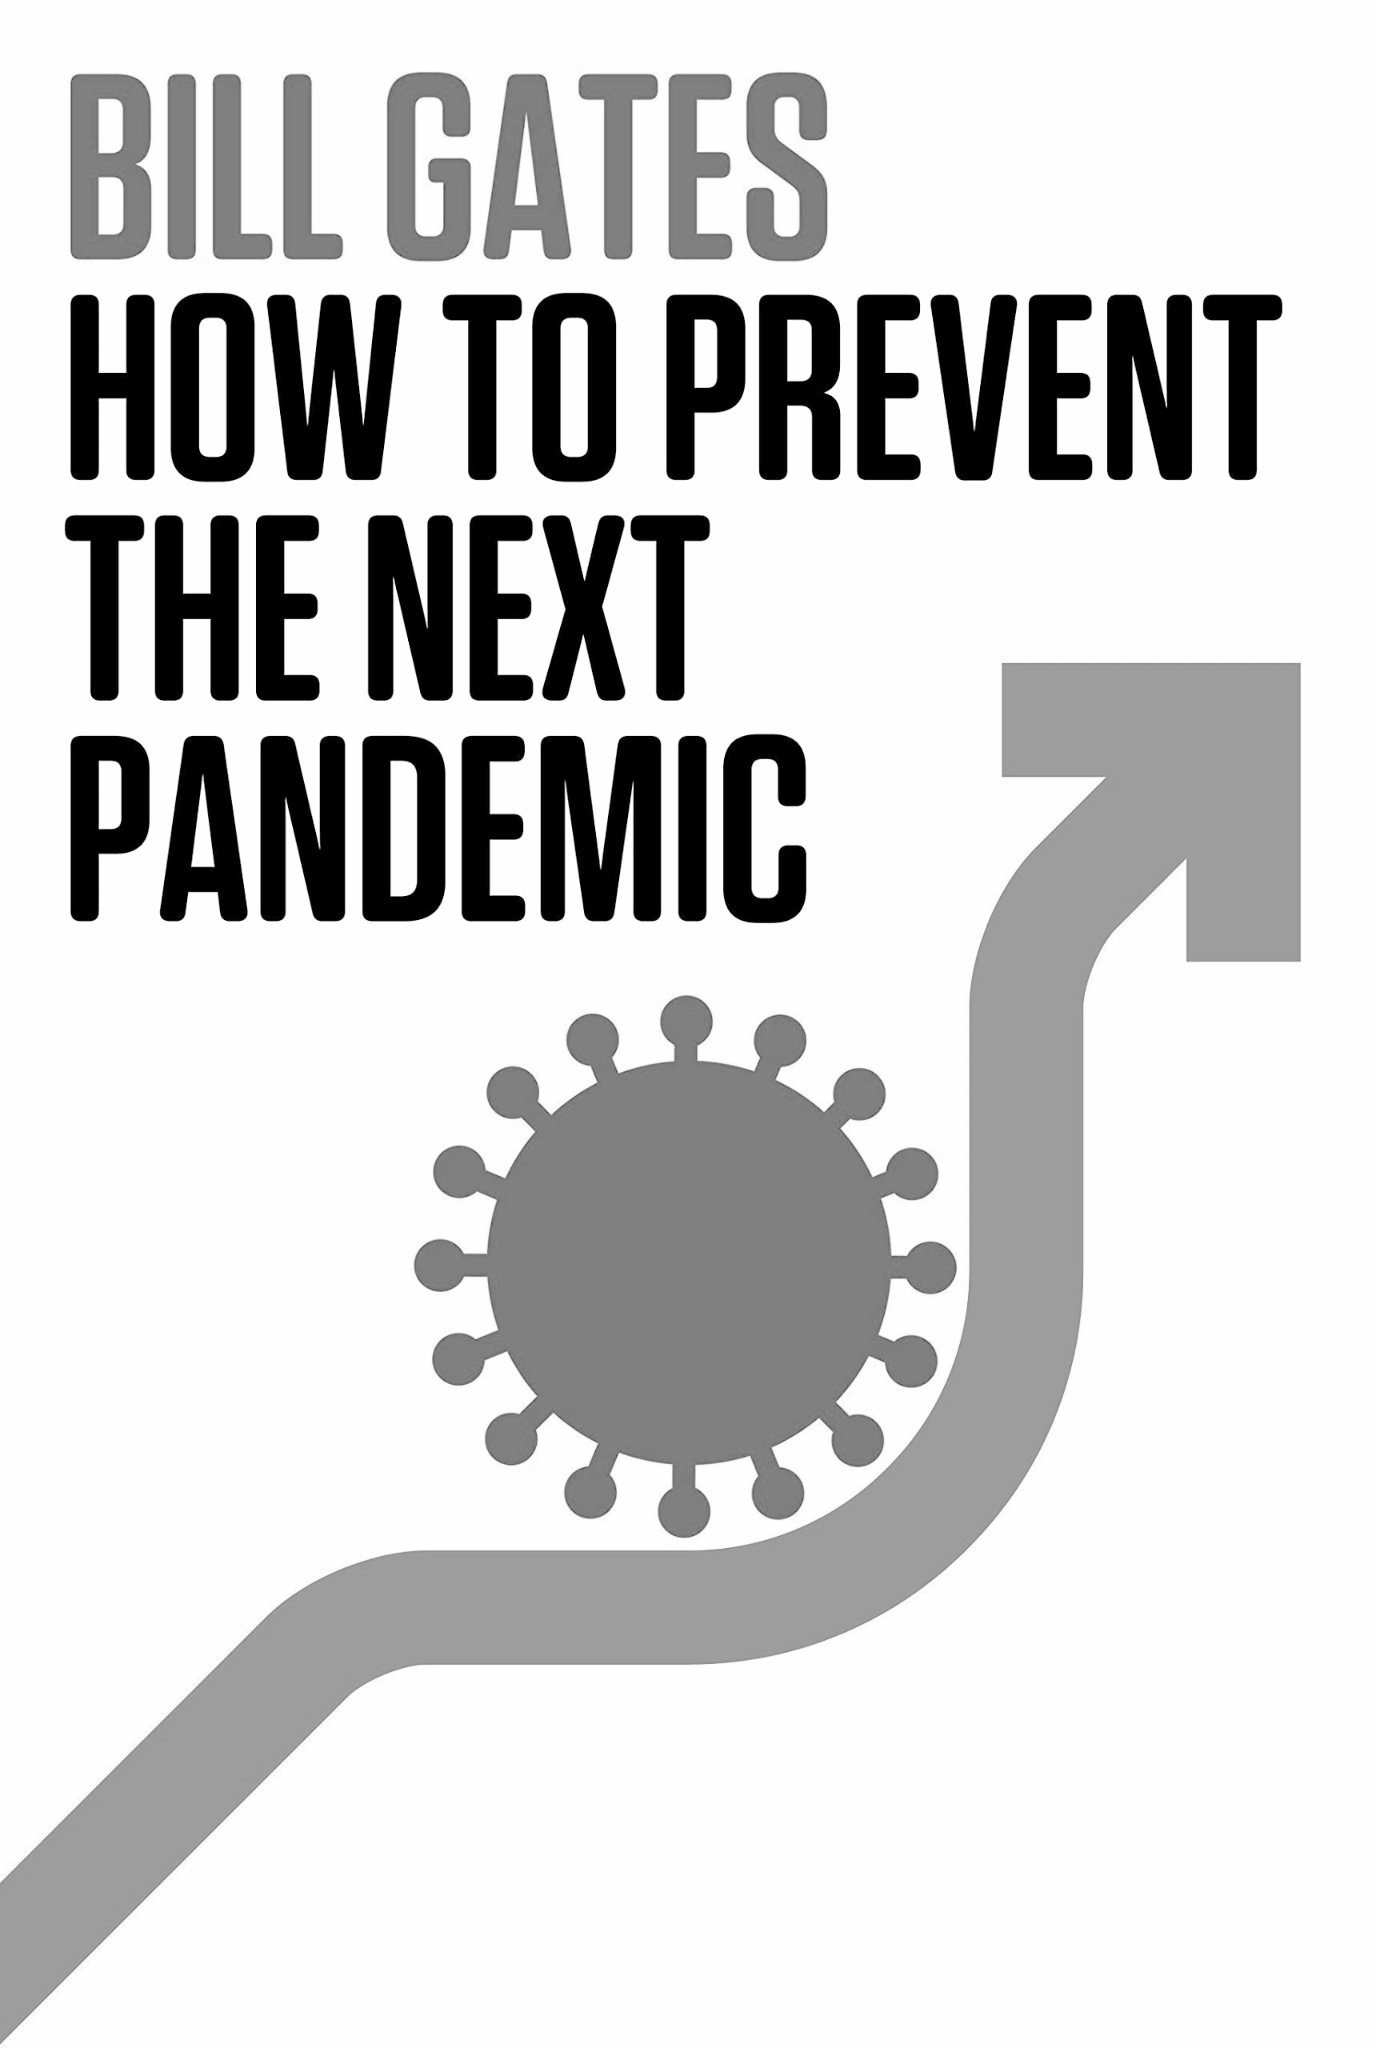 BILL GATES
HOW TO PREVENT
THE NEXT
PANDEMIC